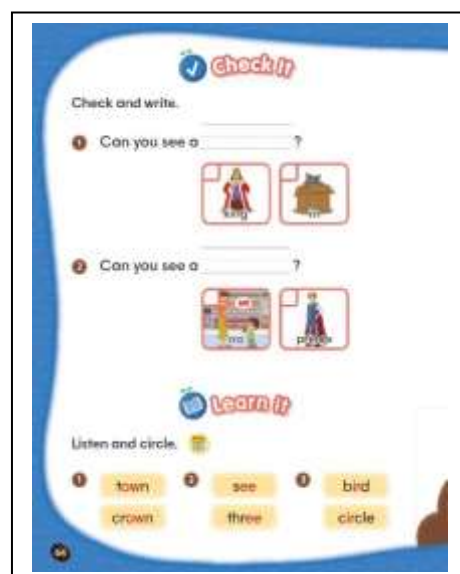 Check It
Check and write.
1 Can you see a ?
king in
2 Can you see a ?
prince
Learn It
Listen and circle.
1 town 2 see 3 bird
crown three circle